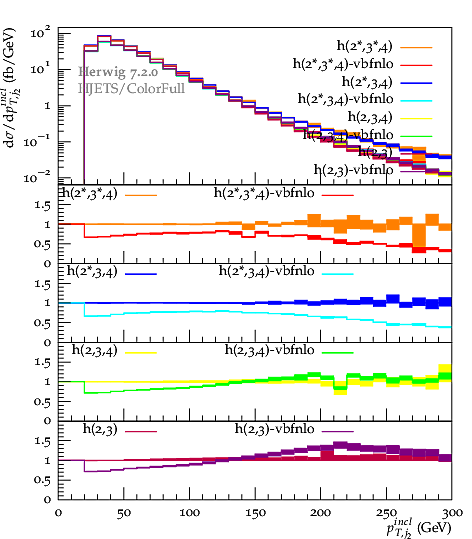 dσ/dp^{incl}_{T,j₂} (fb/GeV)
10²
10¹
1
10⁻¹
10⁻²
Herwig 7.2.0
HJETS/ColorFull
h(2*,3*,4)
h(2*,3*,4)-vbfnlo
h(2*,3,4)
h(2*,3,4)-vbfnlo
h(2,3,4)
h(2,3,4)-vbfnlo
h(2,3)
h(2,3)-vbfnlo
h(2*,3*,4) h(2*,3*,4)-vbfnlo
1.5
1
0.5
0
h(2*,3,4) h(2*,3,4)-vbfnlo
1.5
1
0.5
0
h(2,3,4) h(2,3,4)-vbfnlo
1.5
1
0.5
0
h(2,3) h(2,3)-vbfnlo
1.5
1
0.5
0
0 50 100 150 200 250 300
p^{incl}_{T,j₂} (GeV)